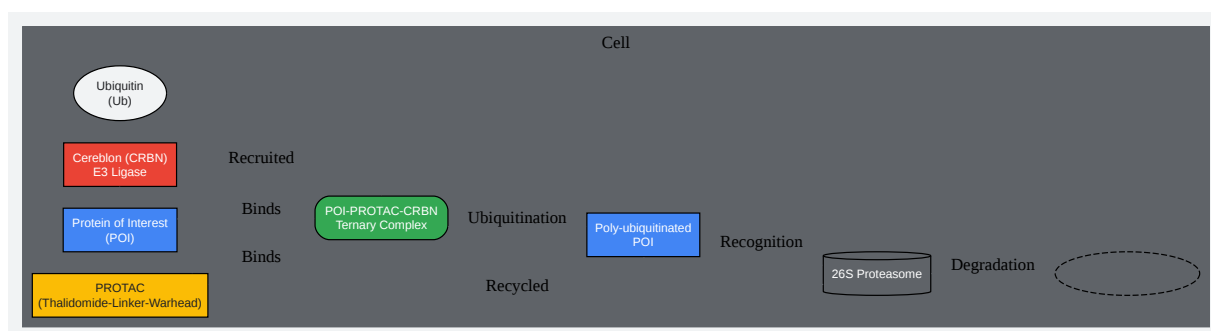 Cell
Ubiquitin
(Ub)
Cereblon (CRBN)
E3 Ligase
Recruited
Protein of Interest
(POI)
Binds
Binds
PROTAC
(Thalidomide-Linker-Warhead)
POI-PROTAC-CRBN
Ternary Complex
Ubiquitination
Recycled
Poly-ubiquitinated
POI
Recognition
26S Proteasome
Degradation